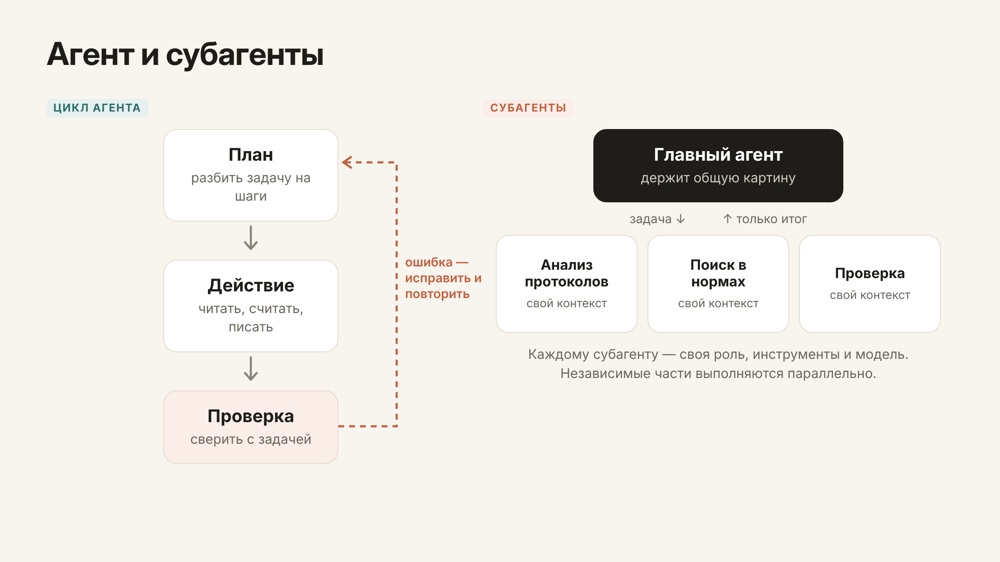 Агент и субагенты
ЦИКЛ АГЕНТА
План
разбить задачу на
шаги
Действие
читать, считать,
писать
Проверка
сверить с задачей
ошибка —
исправить и
повторить
СУБАГЕНТЫ
Главный агент
держит общую картину
задача ↓
↑ только итог
Анализ
протоколов
свой контекст
Поиск в
нормах
свой контекст
Проверка
свой контекст
Каждому субагенту — своя роль, инструменты и модель.
Независимые части выполняются параллельно.